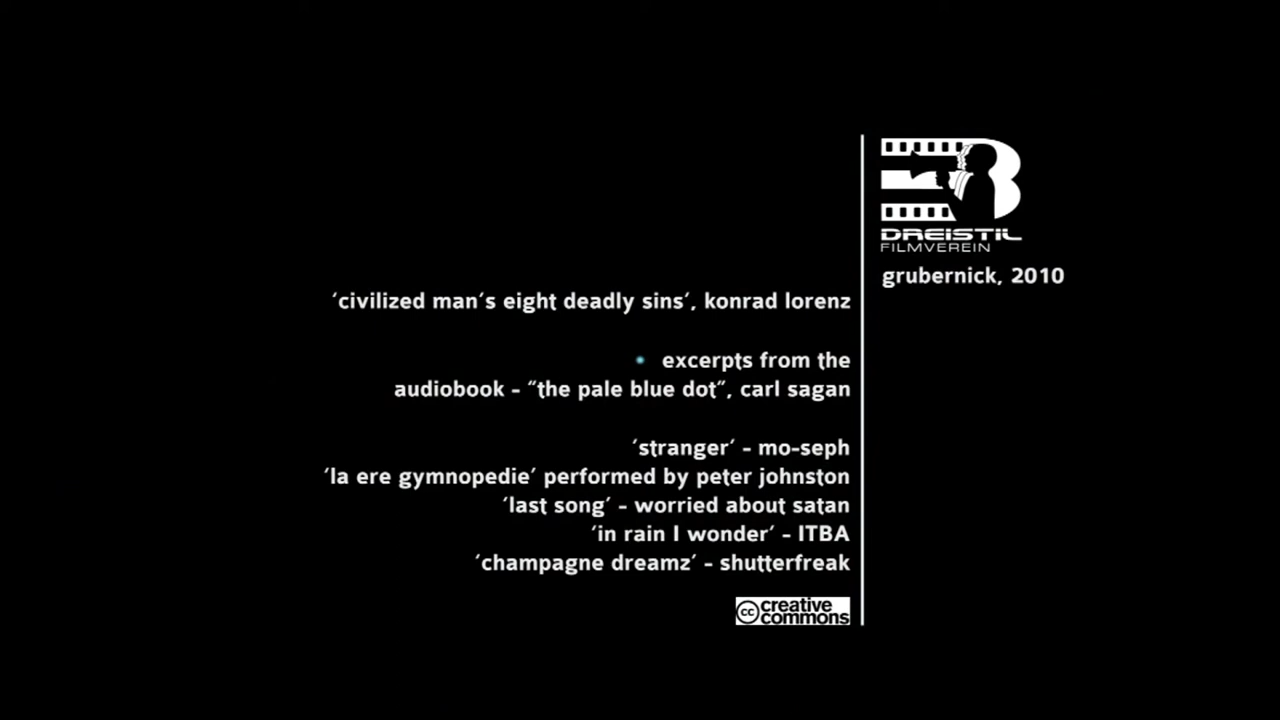 DREISTIL
FILMVEREIN
grubernick, 2010
'civilized man's eight deadly sins', konrad lorenz
• excerpts from the
audiobook - "the pale blue dot", carl sagan
'stranger' - mo-seph
'la ere gymnopedie' performed by peter johnston
'last song' - worried about satan
'in rain I wonder' - ITBA
'champagne dreamz' - shutterfreak
cc creative
commons